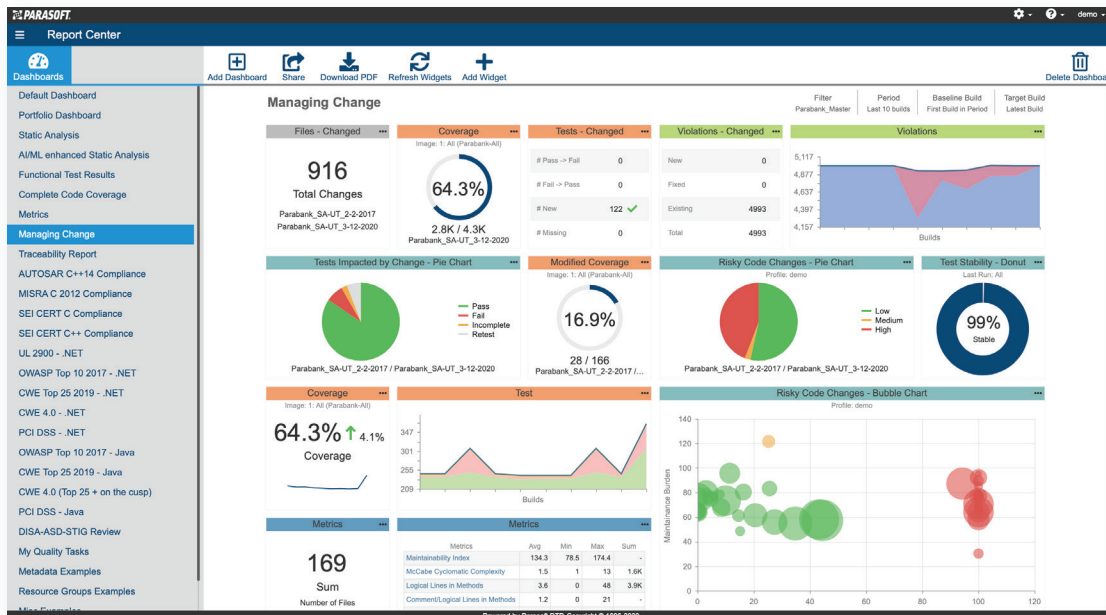 PARASOFT.
demo
Report Center
Dashboards
Add Dashboard
Share
Download PDF
Refresh Widgets
Add Widget
Delete Dashboa
Default Dashboard
Portfolio Dashboard
Static Analysis
AI/ML enhanced Static Analysis
Functional Test Results
Complete Code Coverage
Metrics
Managing Change
Traceability Report
AUTOSAR C++14 Compliance
MISRA C 2012 Compliance
SEI CERT C Compliance
SEI CERT C++ Compliance
UL 2900 - .NET
OWASP Top 10 2017 - .NET
CWE Top 25 2019 - .NET
CWE 4.0 - .NET
PCI DSS - .NET
OWASP Top 10 2017 - Java
CWE Top 25 2019 - Java
CWE 4.0 (Top 25 + on the cusp)
PCI DSS - Java
DISA-ASD-STIG Review
My Quality Tasks
Metadata Examples
Resource Groups Examples
Managing Change
Filter
Parabank_Master
Period
Last 10 builds
Baseline Build
First Build in Period
Target Build
Latest Build
Files - Changed
916
Total Changes
Parabank_SA-UT_2-2-2017
Parabank_SA-UT_3-12-2020
Coverage
Image: 1: All (Parabank-All)
64.3%
2.8K / 4.3K
Parabank_SA-UT_3-12-2020
Tests - Changed
# Pass -> Fail 0
# Fail -> Pass 0
# New 122
# Missing 0
Violations - Changed
New 0
Fixed 0
Existing 4993
Total 4993
Violations
5,117
4,877
4,637
4,397
4,157
Builds
Tests Impacted by Change - Pie Chart
Pass
Fail
Incomplete
Retest
Parabank_SA-UT_2-2-2017 / Parabank_SA-UT_3-12-2020
Modified Coverage
Image: 1: All (Parabank-All)
16.9%
28 / 166
Parabank_SA-UT_2-2-2017 /...
Risky Code Changes - Pie Chart
Profile: demo
Low
Medium
High
Parabank_SA-UT_2-2-2017 / Parabank_SA-UT_3-12-2020
Test Stability - Donut
Last Run: All
99%
Stable
Coverage
Image: 1: All (Parabank-All)
64.3% 4.1%
Coverage
Test
347
301
255
209
Builds
Risky Code Changes - Bubble Chart
Profile: demo
Maintainance Burden
140
120
100
80
60
40
20
0
0 20 40 60 80 100 120
Metrics
169
Sum
Number of Files
Metrics
Metrics Avg Min Max Sum
Maintainability Index 134.3 78.5 174.4 -
McCabe Cyclomatic Complexity 1.5 1 13 1.6K
Logical Lines in Methods 3.6 0 48 3.9K
Comment/Logical Lines in Methods 1.2 0 21 -